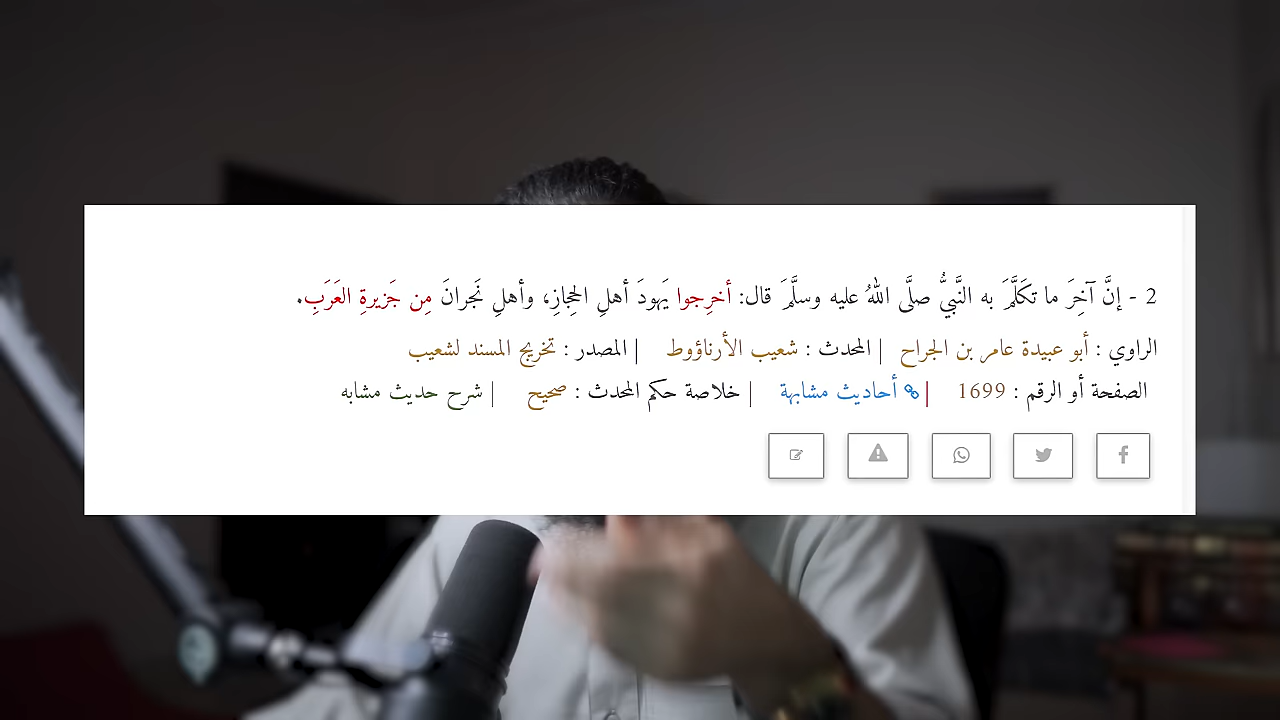 2 - إنَّ آخِرَ ما تكَلَّمَ به النَّبيُّ صلَّى اللهُ عليه وسلَّمَ قال: أخرِجوا يَهودَ أهلِ الحِجازِ، وأهلِ نَجرانَ مِن جَزيرةِ العَرَبِ.
الراوي : أبو عبيدة عامر بن الجراح | المحدث : شعيب الأرناؤوط | المصدر : تخريج المسند لشعيب
الصفحة أو الرقم : 1699 | أحاديث مشابهة | خلاصة حكم المحدث : صحيح | شرح حديث مشابه